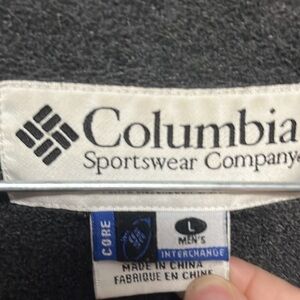 Columbia
Sportswear Company
CORE
L
MEN'S
INTERCHANGE
MADE IN CHINA
FABRIQUE EN CHINE